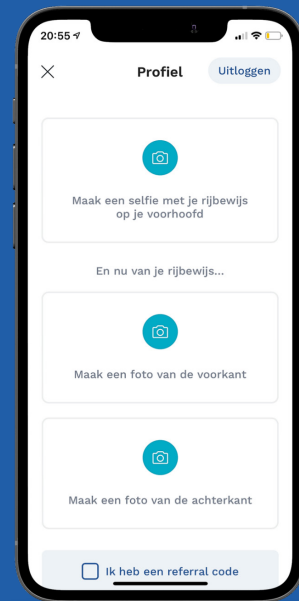 20:55
Profiel
Uitloggen
Maak een selfie met je rijbewijs
op je voorhoofd
En nu van je rijbewijs...
Maak een foto van de voorkant
Maak een foto van de achterkant
Ik heb een referral code